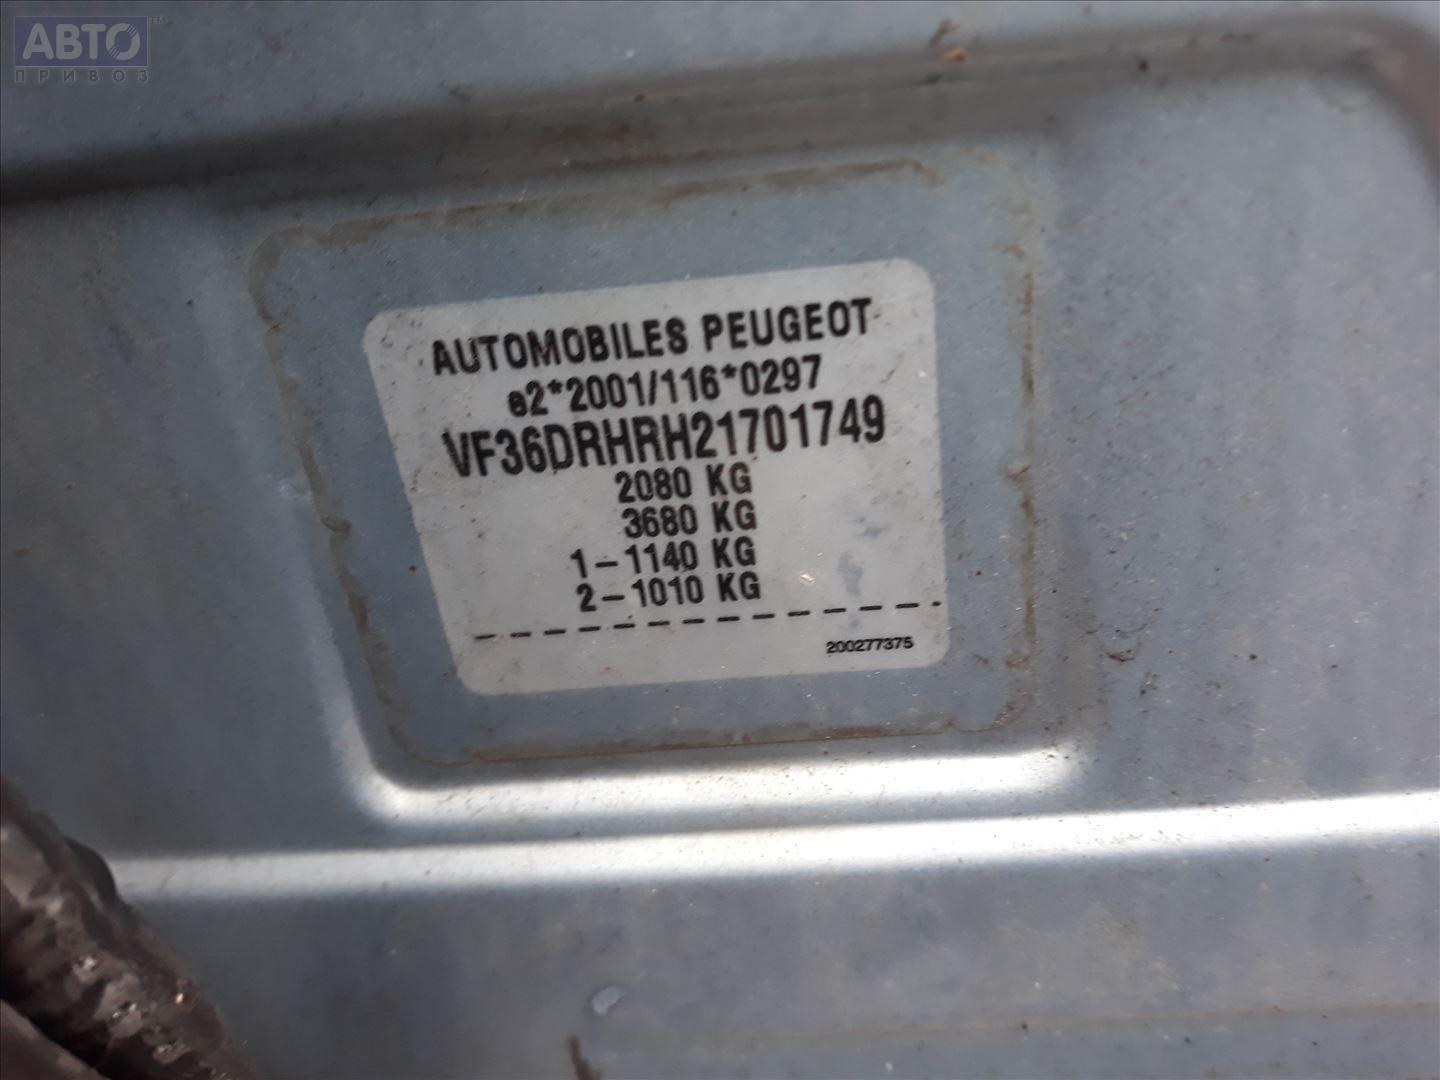 АВТО
ПРИВОЗ
TM
AUTOMOBILES PEUGEOT
e2*2001/116*0297
VF36DRHRH21701749
2080 KG
3680 KG
1-1140 KG
2-1010 KG
200277375